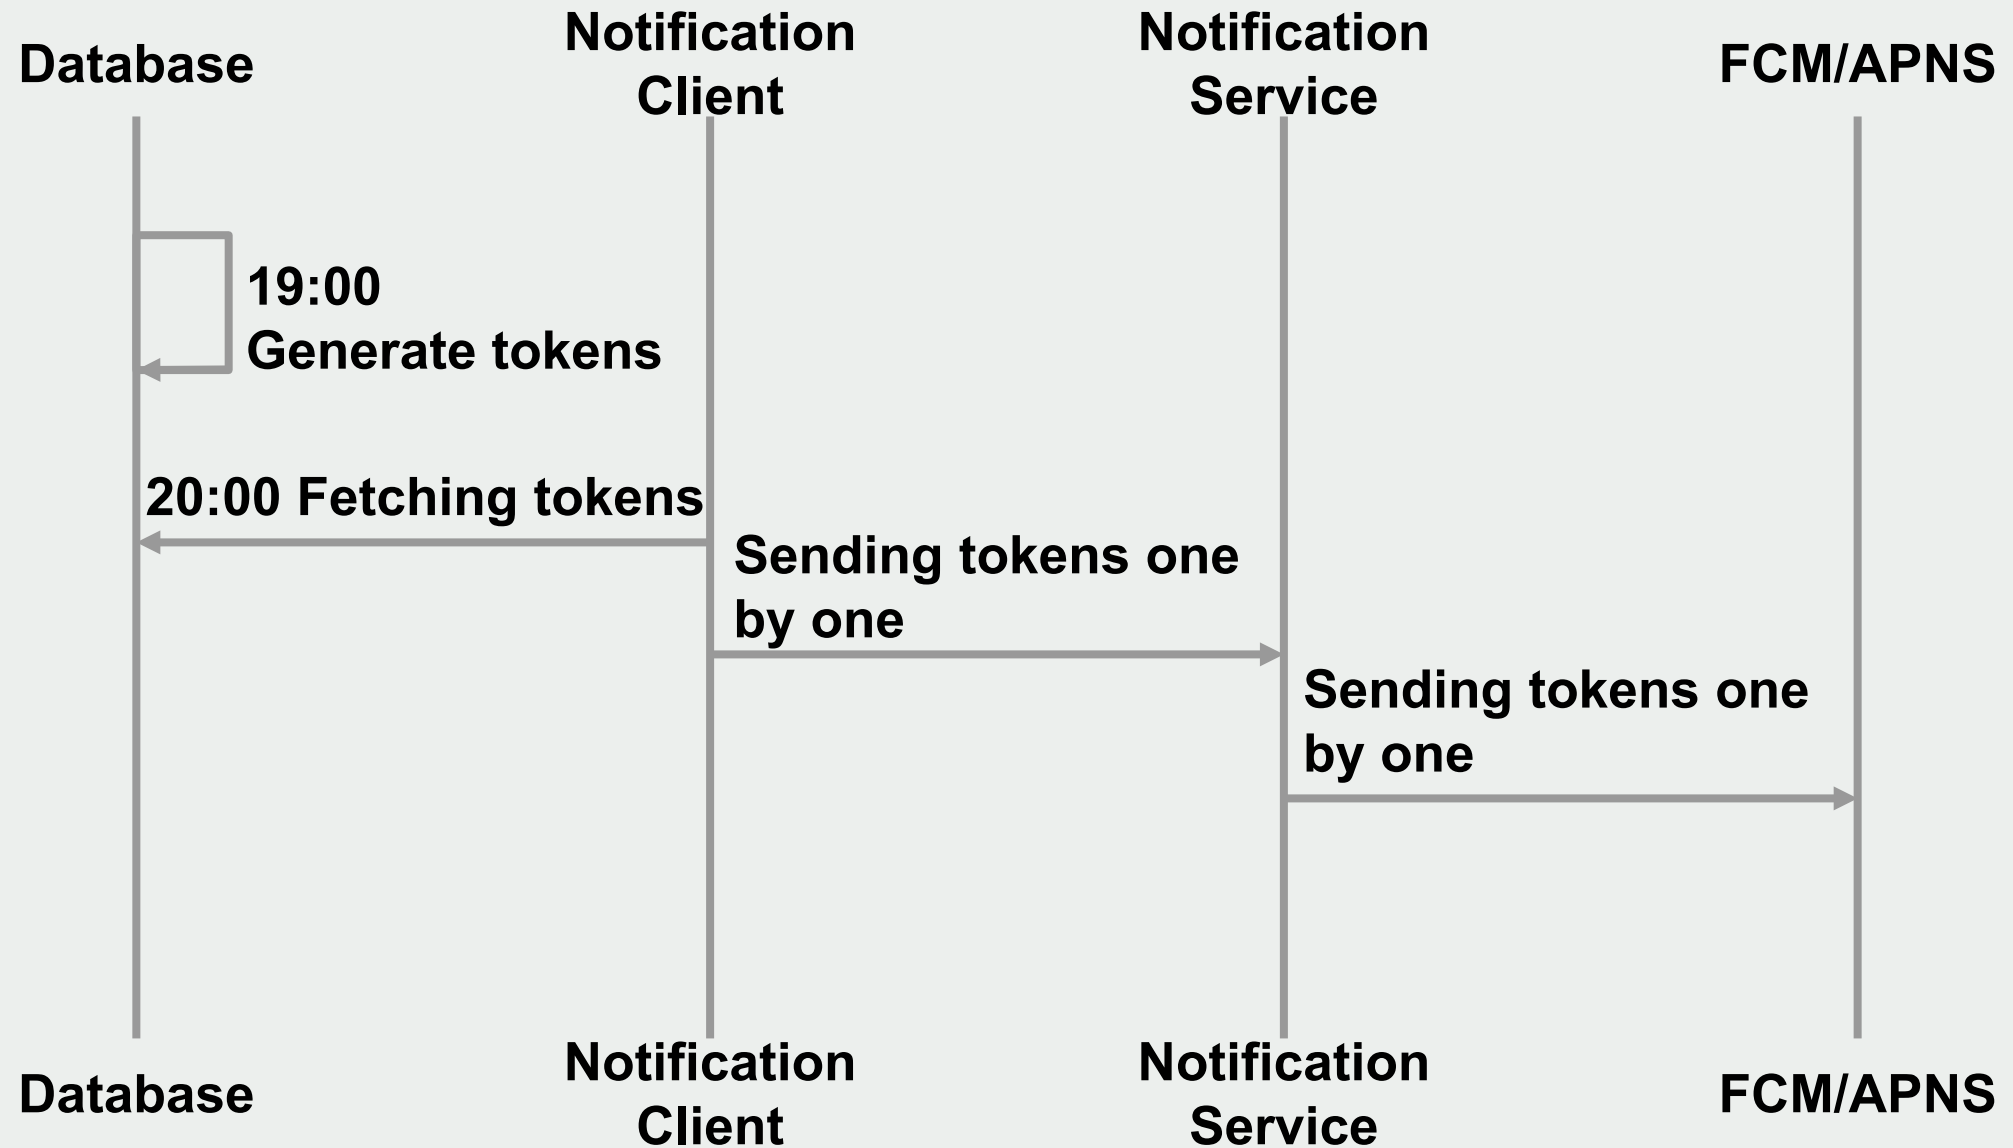 Database
Notification
Client
Notification
Service
FCM/APNS
19:00
Generate tokens
20:00 Fetching tokens
Sending tokens one
by one
Sending tokens one
by one
Database
Notification
Client
Notification
Service
FCM/APNS